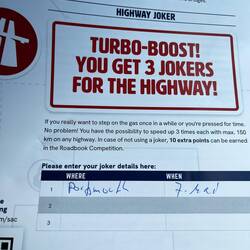 HIGHWAY JOKER
TURBO-BOOST!
YOU GET 3 JOKERS
FOR THE HIGHWAY!
If you really want to step on the gas once in a while or you're pressed for time.
No problem! You have the possibility to speed up 3 times each with max. 150
km on any highway. In case of not using a joker, 10 extra points can be earned
in the Roadbook Competition.
Please enter your joker details here:
WHERE WHEN
1 Portsmouth 7. Mad
2
3
ng
m/sac